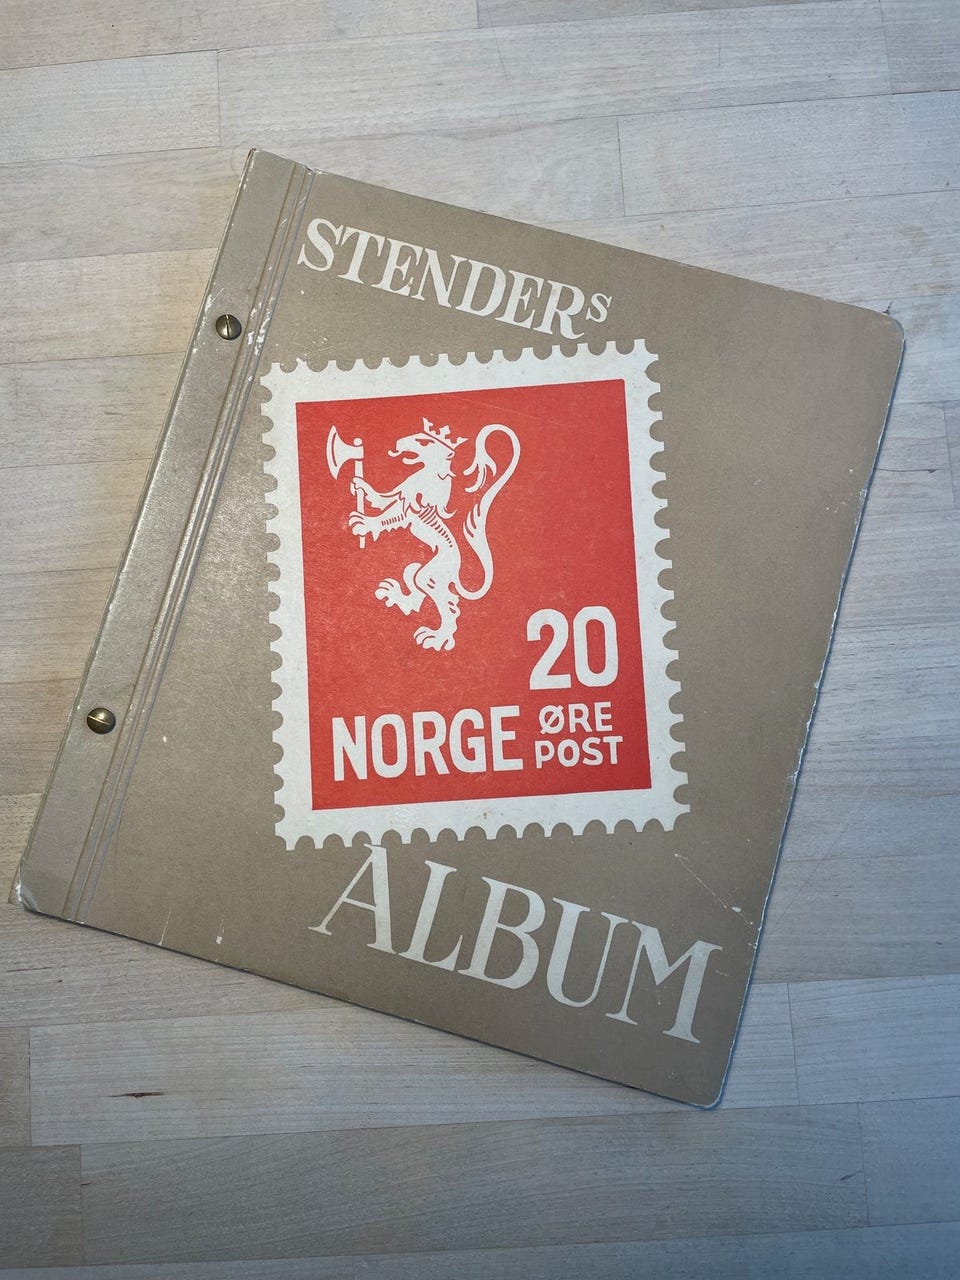 STENDERS
20
NORGE ØRE
POST
ALBUM